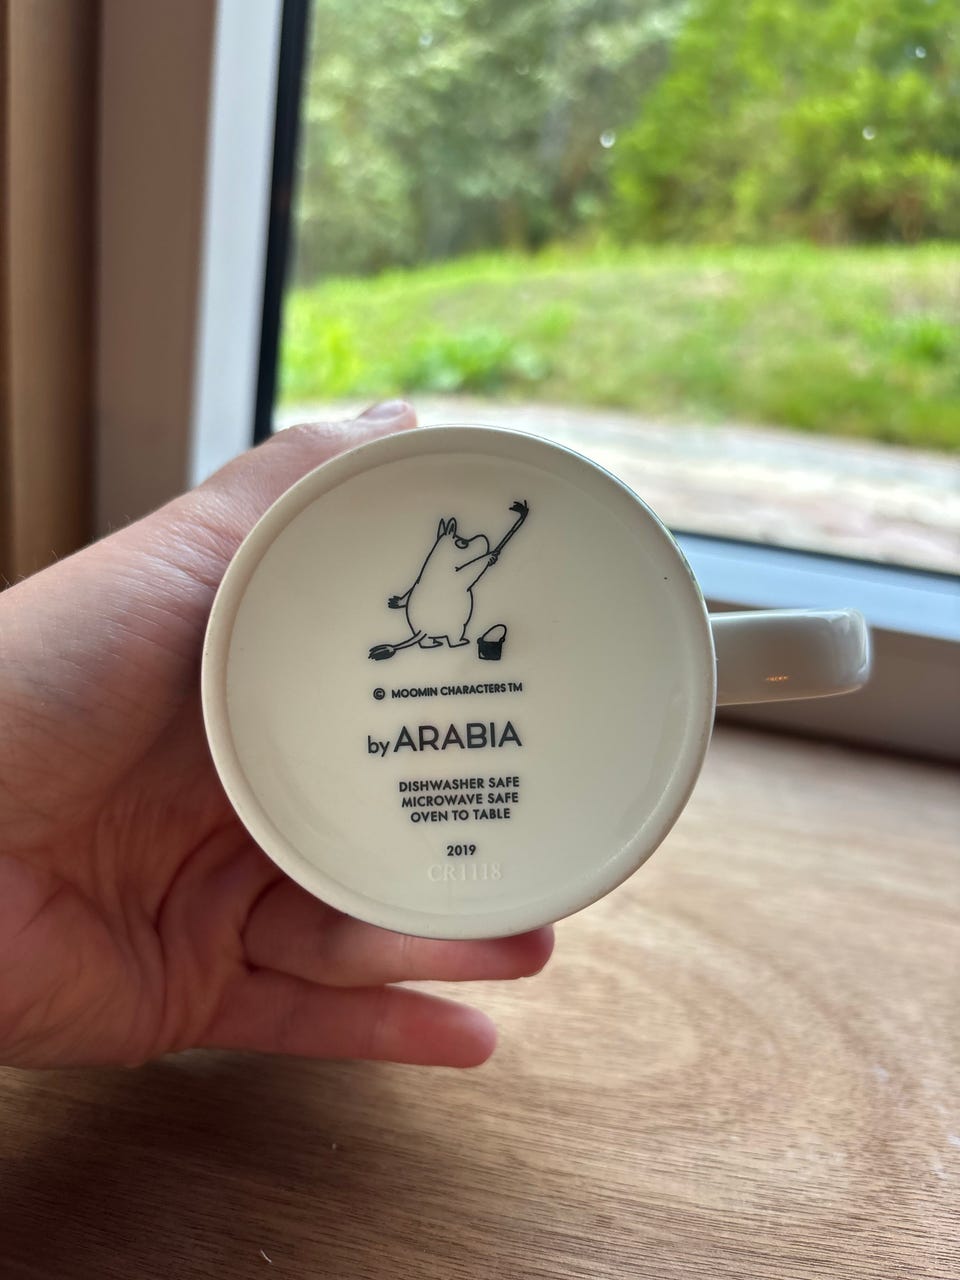 © MOOMIN CHARACTERS TM
by ARABIA
DISHWASHER SAFE
MICROWAVE SAFE
OVEN TO TABLE
2019
CR1118